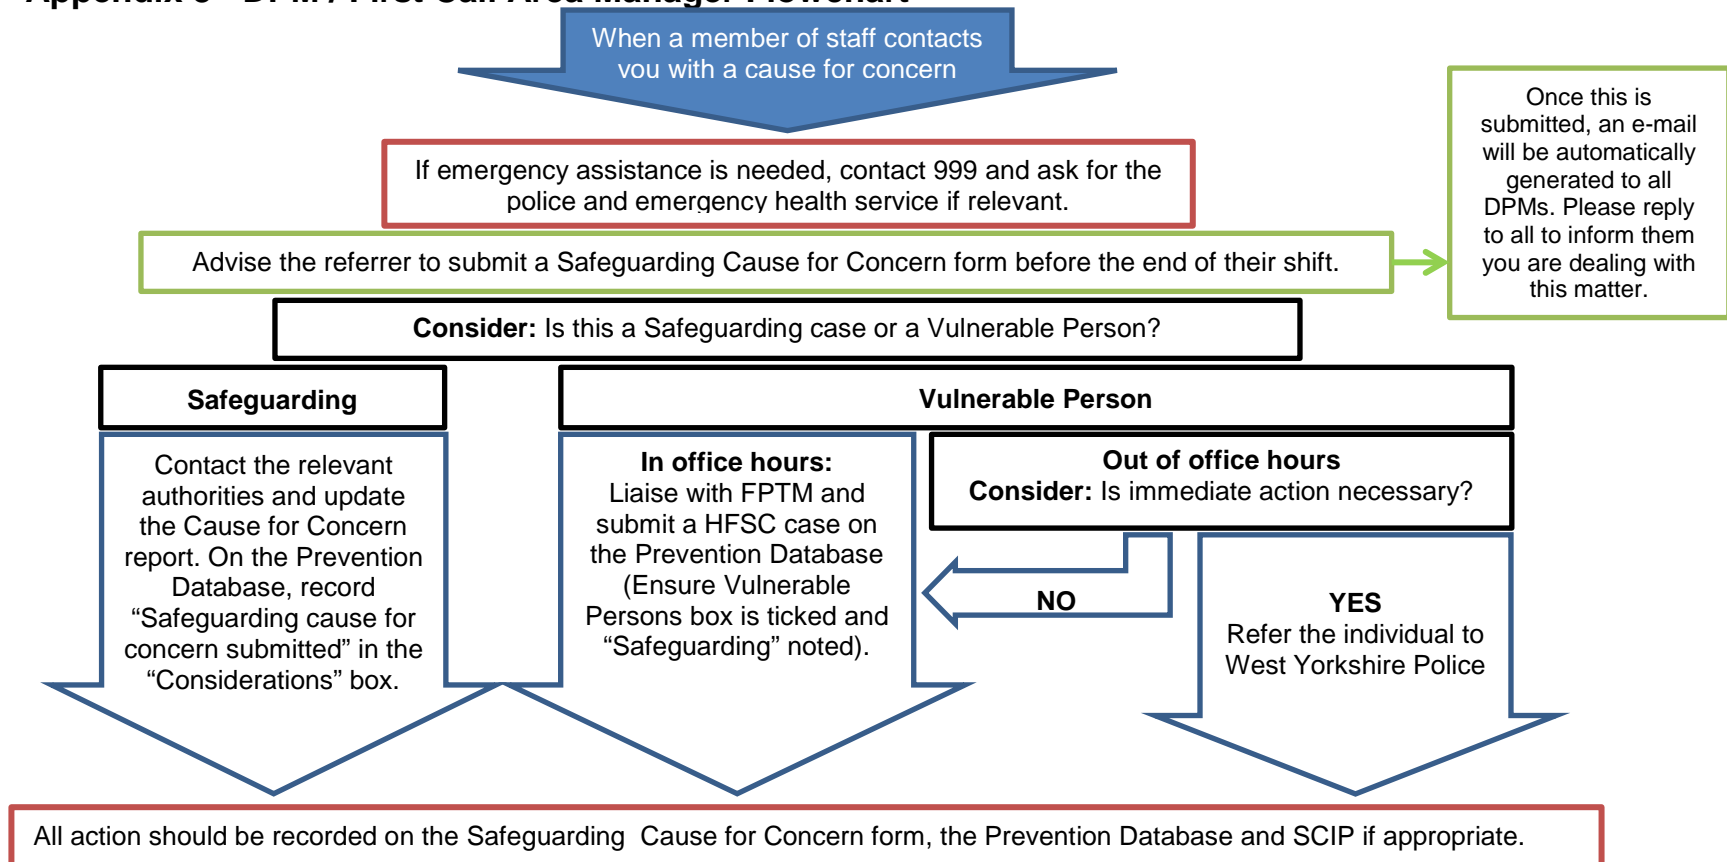 When a member of staff contacts
you with a cause for concern
If emergency assistance is needed, contact 999 and ask for the
police and emergency health service if relevant.
Advise the referrer to submit a Safeguarding Cause for Concern form before the end of their shift.
Once this is
submitted, an e-mail
will be automatically
generated to all
DPMs. Please reply
to all to inform them
you are dealing with
this matter.
Consider: Is this a Safeguarding case or a Vulnerable Person?
Safeguarding
Contact the relevant
authorities and update
the Cause for Concern
report. On the Prevention
Database, record
“Safeguarding cause for
concern submitted” in the
“Considerations” box.
Vulnerable Person
In office hours:
Liaise with FPTM and
submit a HFSC case on
the Prevention Database
(Ensure Vulnerable
Persons box is ticked and
“Safeguarding” noted).
Out of office hours
Consider: Is immediate action necessary?
NO
YES
Refer the individual to
West Yorkshire Police
All action should be recorded on the Safeguarding Cause for Concern form, the Prevention Database and SCIP if appropriate.